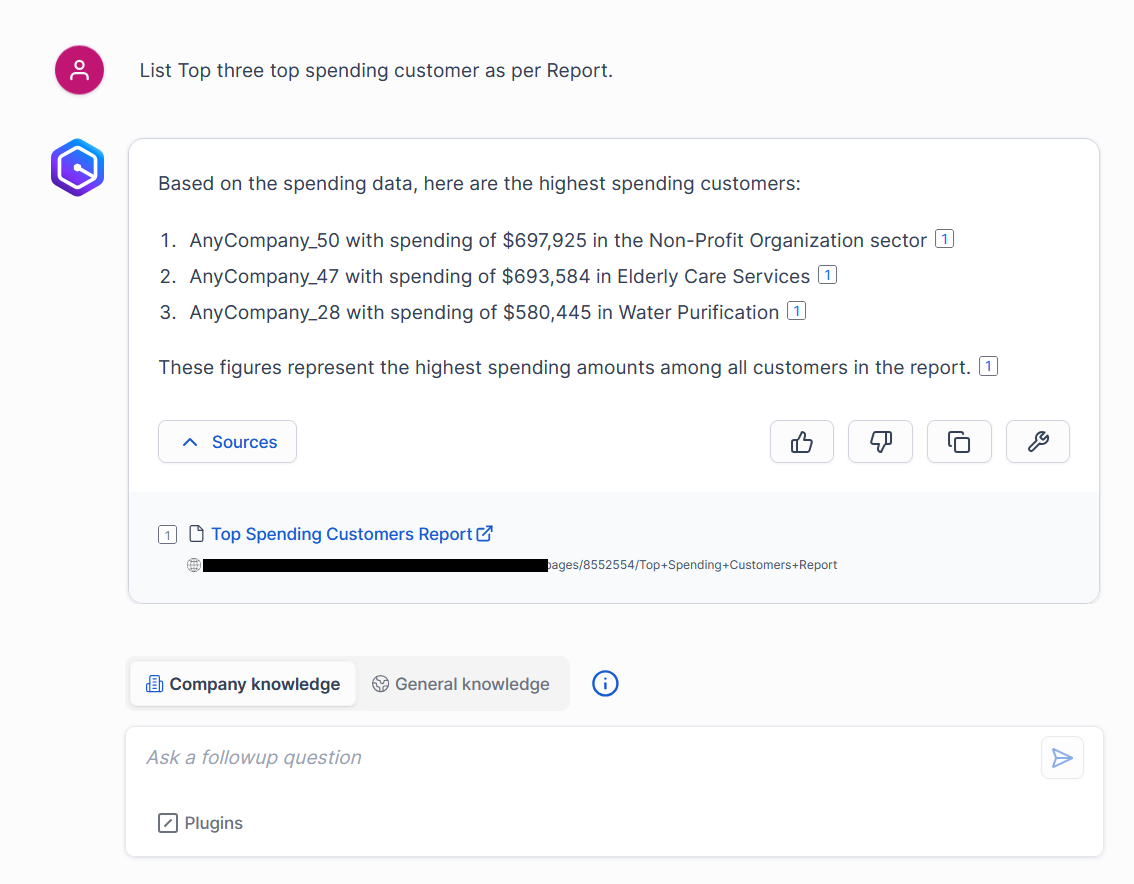 List Top three top spending customer as per Report.
Based on the spending data, here are the highest spending customers:
1. AnyCompany_50 with spending of $697,925 in the Non-Profit Organization sector 1
2. AnyCompany_47 with spending of $693,584 in Elderly Care Services 1
3. AnyCompany_28 with spending of $580,445 in Water Purification 1
These figures represent the highest spending amounts among all customers in the report. 1
Sources
1 Top Spending Customers Report
pages/8552554/Top+Spending+Customers+Report
Company knowledge General knowledge
Ask a followup question
Plugins